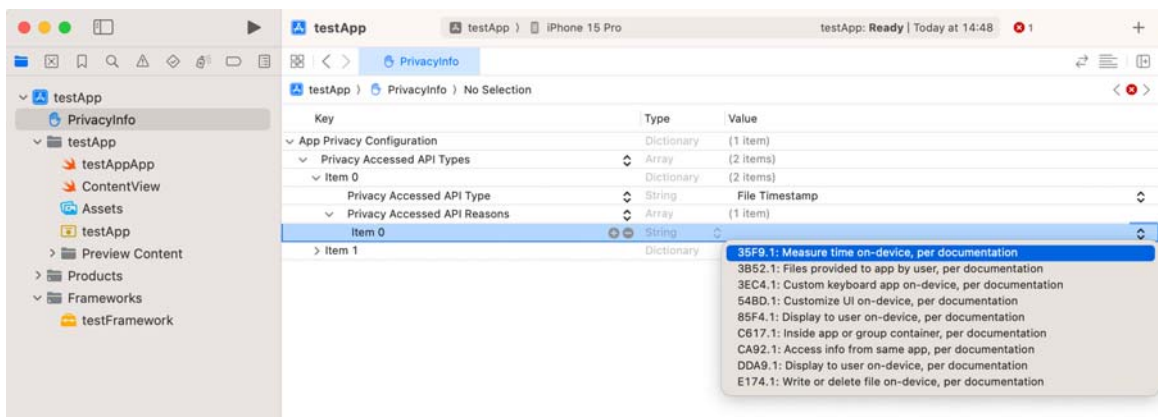 testApp
testApp
iPhone 15 Pro
testApp: Ready | Today at 14:48
1
PrivacyInfo
testApp
PrivacyInfo
No Selection
testApp
PrivacyInfo
testApp
testAppApp
ContentView
Assets
testApp
Preview Content
Products
Frameworks
testFramework
Key Type Value
App Privacy Configuration Dictionary (1 item)
Privacy Accessed API Types Array (2 items)
Item 0 Dictionary (2 items)
Privacy Accessed API Type String File Timestamp
Privacy Accessed API Reasons Array (1 item)
Item 0 String
Item 1 Dictionary
35F9.1: Measure time on-device, per documentation
3B52.1: Files provided to app by user, per documentation
3EC4.1: Custom keyboard app on-device, per documentation
54BD.1: Customize UI on-device, per documentation
85F4.1: Display to user on-device, per documentation
C617.1: Inside app or group container, per documentation
CA92.1: Access info from same app, per documentation
DDA9.1: Display to user on-device, per documentation
E174.1: Write or delete file on-device, per documentation